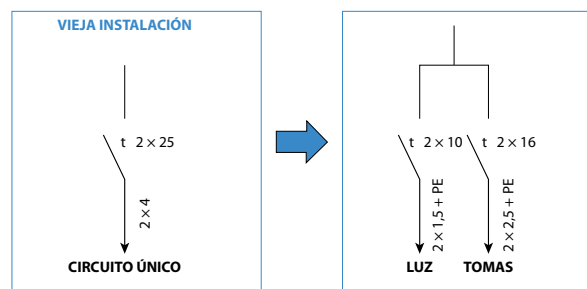 VIEJA INSTALACIÓN
t 2 × 25
2 × 4
CIRCUITO ÚNICO
t 2 × 10
t 2 × 16
2 × 1,5 + PE
2 × 2,5 + PE
LUZ
TOMAS